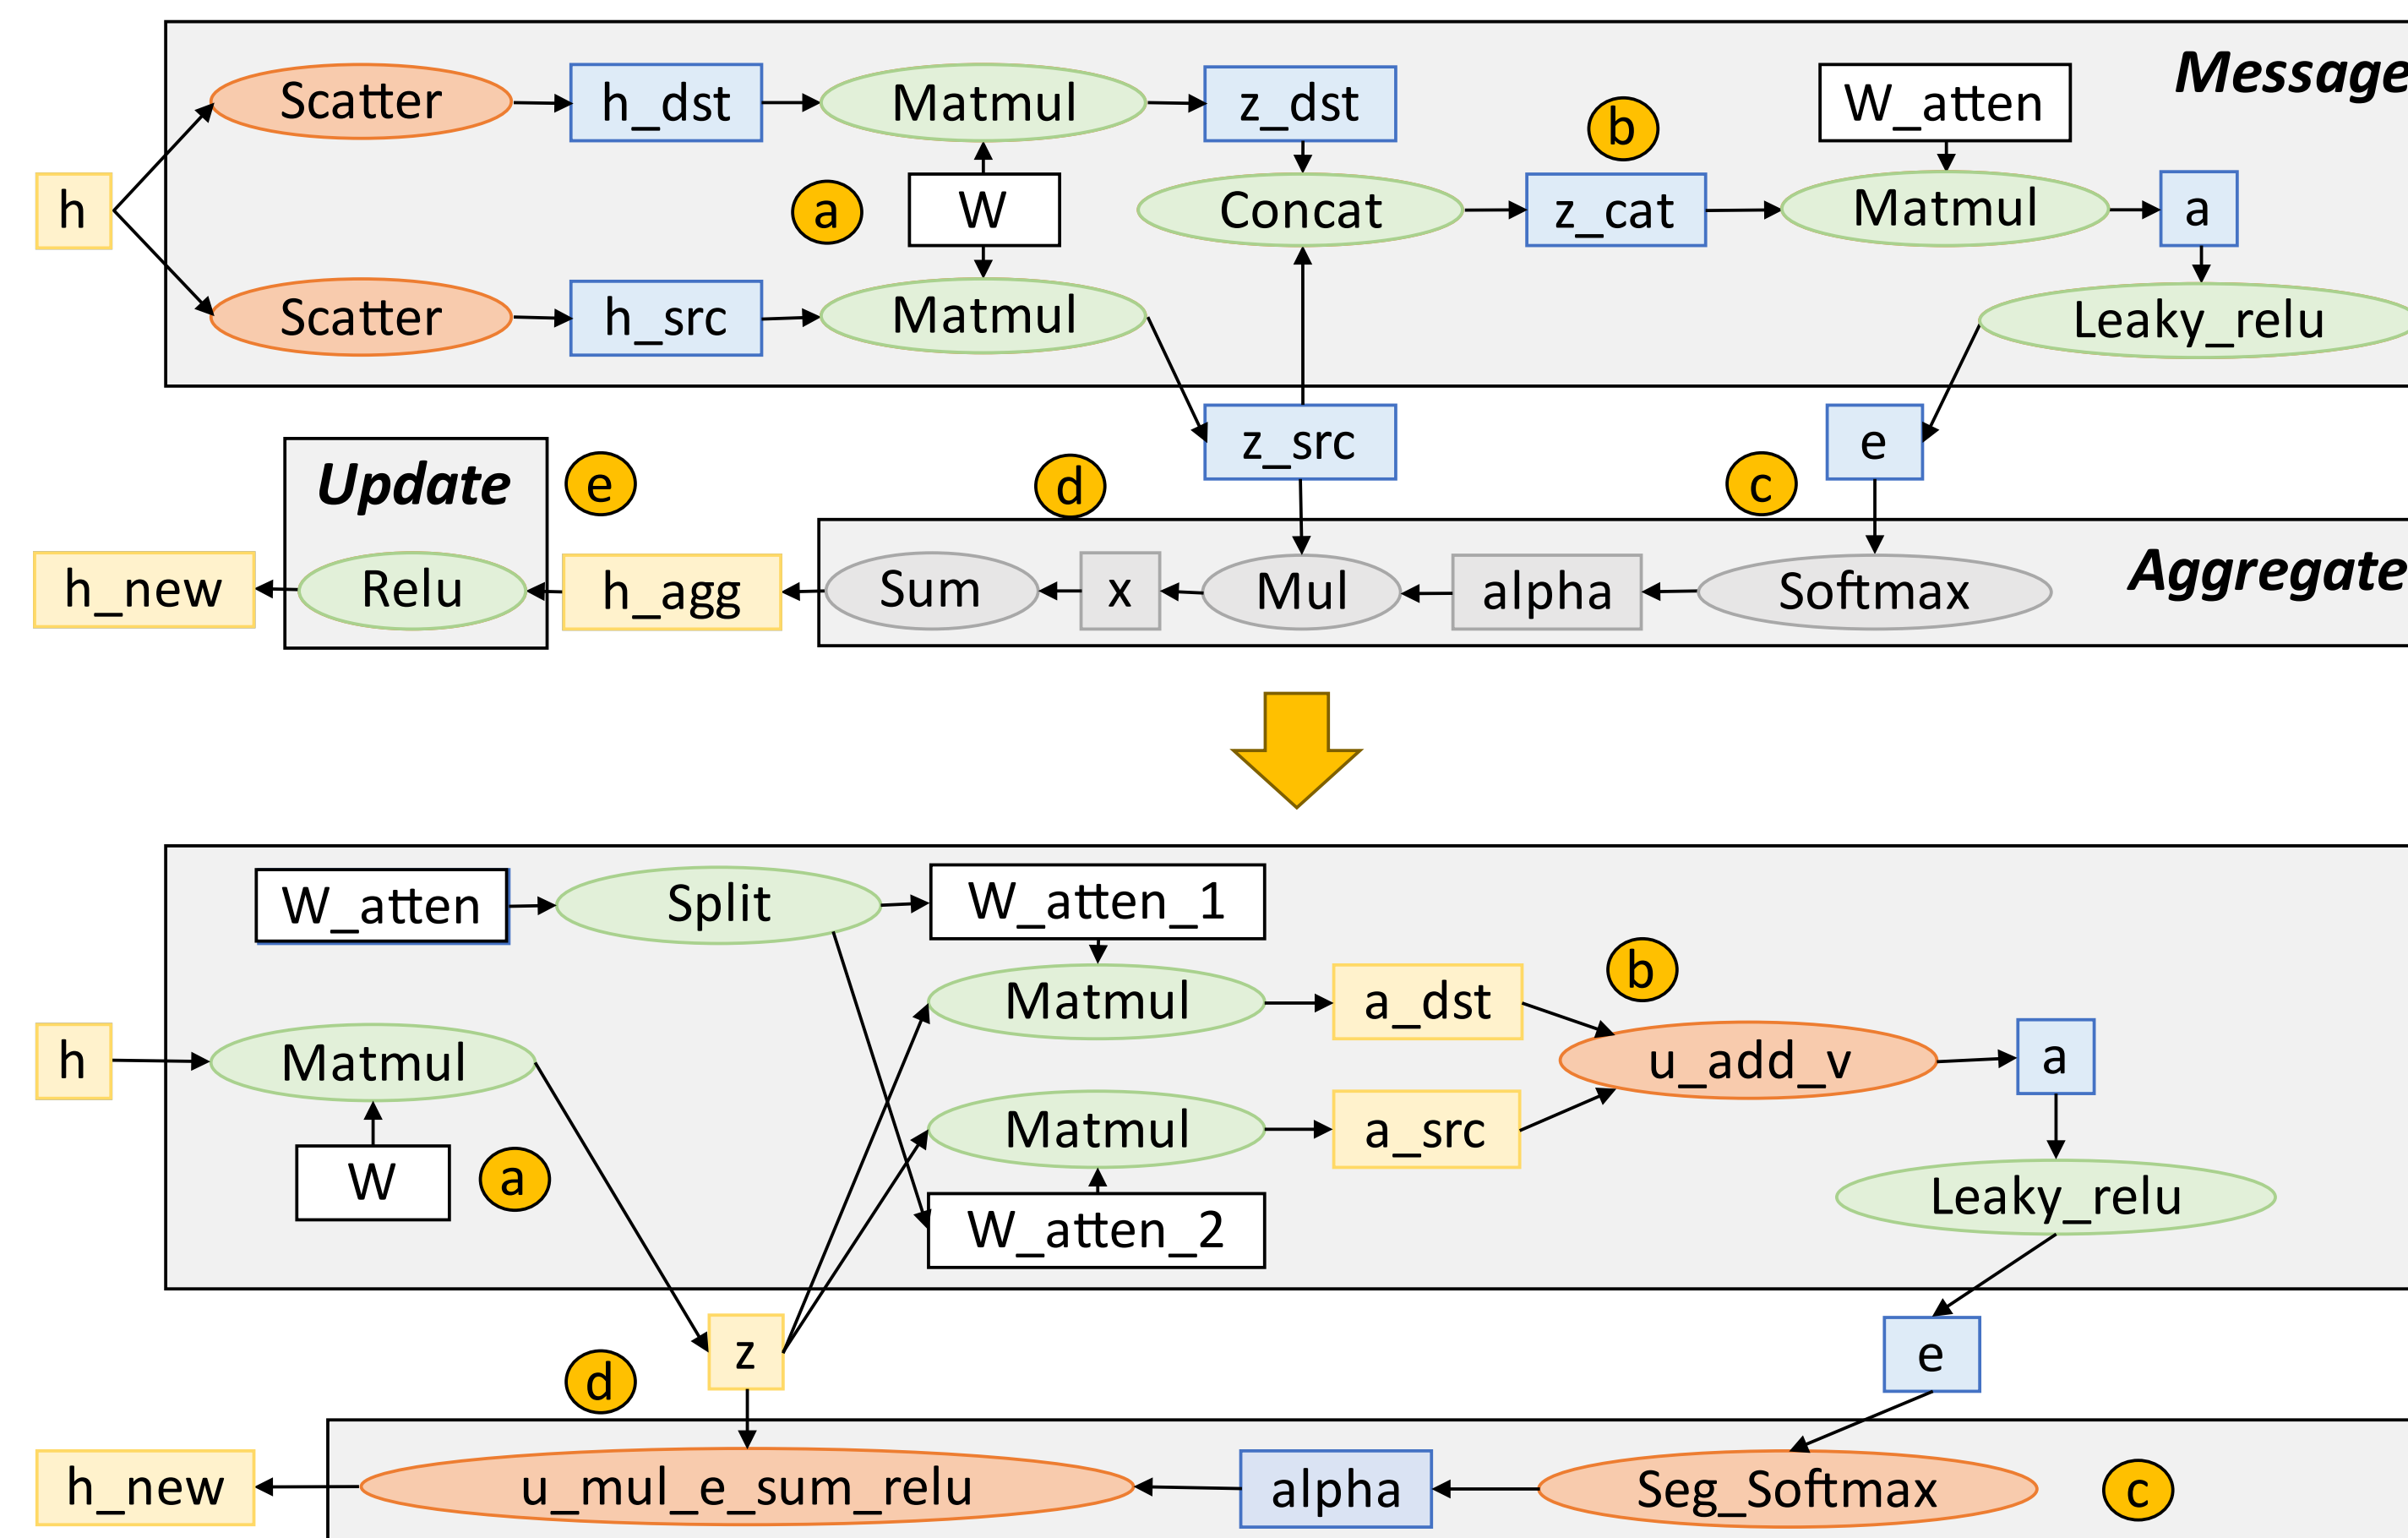 Message
Scatter
h_dst
Matmul
z_dst
b
W_atten
h
a
W
Concat
z_cat
Matmul
a
Scatter
h_src
Matmul
Leaky_relu
Update
e
d
z_src
c
e
h_new
Relu
h_agg
Sum
x
Mul
alpha
Softmax
Aggregate
W_atten
Split
W_atten_1
Matmul
a_dst
b
h
Matmul
u_add_v
a
Matmul
a_src
W
a
W_atten_2
Leaky_relu
z
e
d
h_new
u_mul_e_sum_relu
alpha
Seg_Softmax
c